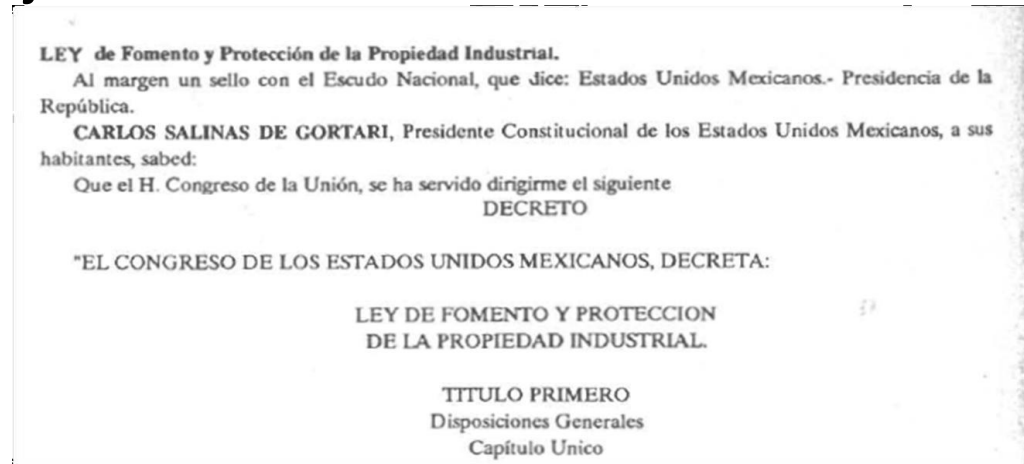 LEY de Fomento y Protección de la Propiedad Industrial.
Al margen un sello con el Escudo Nacional, que dice: Estados Unidos Mexicanos.- Presidencia de la
República.
CARLOS SALINAS DE GORTARI, Presidente Constitucional de los Estados Unidos Mexicanos, a sus
habitantes, sabed:
Que el H. Congreso de la Unión, se ha servido dirigirme el siguiente
DECRETO
"EL CONGRESO DE LOS ESTADOS UNIDOS MEXICANOS, DECRETA:
LEY DE FOMENTO Y PROTECCION
DE LA PROPIEDAD INDUSTRIAL.
TITULO PRIMERO
Disposiciones Generales
Capítulo Unico